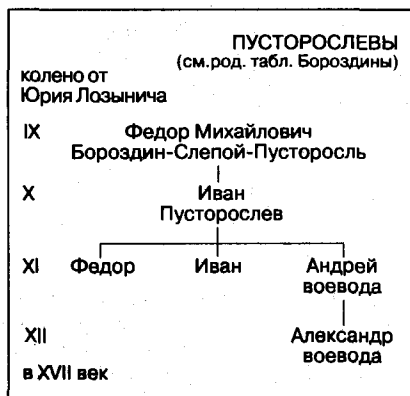 ПУСТОРОСЛЕВЫ
(см.род. табл. Бороздины)
колено от
Юрия Лозынича
IX Федор Михайлович
Бороздин-Слепой-Пусторосль
X Иван
Пусторослев
XI Федор Иван Андрей
воевода
XII Александр
воевода
в XVII век